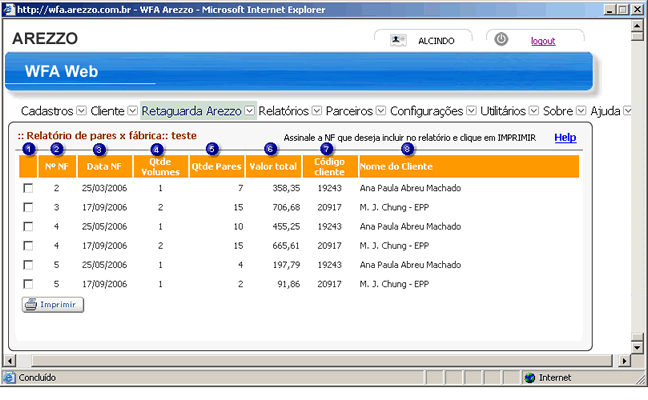 http://wfa.arezzo.com.br - WFA Arezzo - Microsoft Internet Explorer
AREZZO
ALCINDO logout
WFA Web
Cadastros Cliente Retaguarda Arezzo Relatórios Parceiros Configurações Utilitários Sobre Ajuda
:: Relatório de pares x fábrica:: teste Assinale a NF que deseja incluir no relatório e clique em IMPRIMIR Help
1 2 3 4 5 6 7 8
Nº NF Data NF Qtde Volumes Qtde Pares Valor total Código cliente Nome do Cliente
2 25/03/2006 1 7 358,35 19243 Ana Paula Abreu Machado
3 17/09/2006 2 15 706,68 20917 M. J. Chung - EPP
4 25/05/2006 1 10 455,25 19243 Ana Paula Abreu Machado
4 17/09/2006 2 15 665,61 20917 M. J. Chung - EPP
5 25/05/2006 1 4 197,79 19243 Ana Paula Abreu Machado
5 17/09/2006 1 2 91,86 20917 M. J. Chung - EPP
Imprimir
Concluído Internet